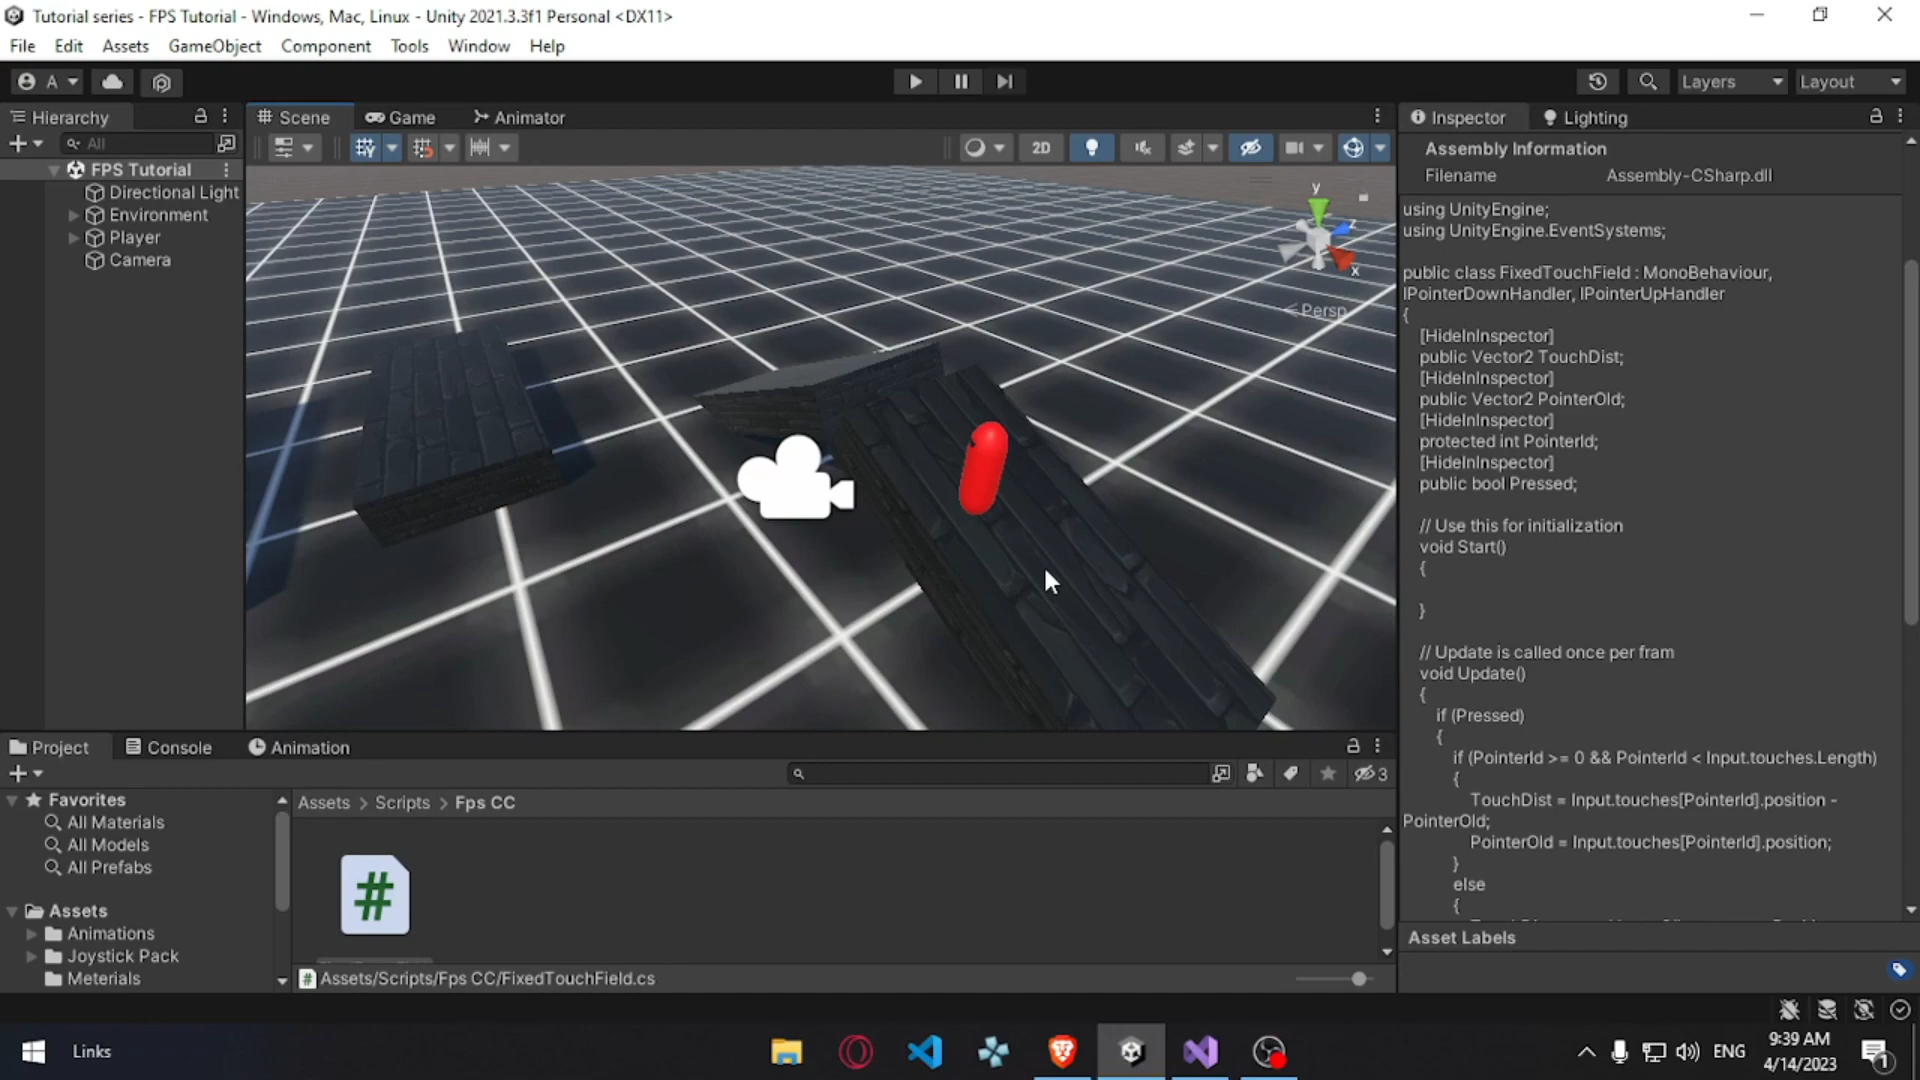 Tutorial series - FPS Tutorial - Windows, Mac, Linux - Unity 2021.3.3f1 Personal <DX11>
File Edit Assets GameObject Component Tools Window Help
A
Layers Layout
Hierarchy
All
FPS Tutorial
Directional Light
Environment
Player
Camera
Scene Game Animator
2D
y
z
x
Persp
Inspector Lighting
Assembly Information
Filename Assembly-CSharp.dll
using UnityEngine;
using UnityEngine.EventSystems;
public class FixedTouchField : MonoBehaviour,
IPointerDownHandler, IPointerUpHandler
{
[HideInInspector]
public Vector2 TouchDist;
[HideInInspector]
public Vector2 PointerOld;
[HideInInspector]
protected int PointerId;
[HideInInspector]
public bool Pressed;
// Use this for initialization
void Start()
{
}
// Update is called once per fram
void Update()
{
if (Pressed)
{
if (PointerId >= 0 && PointerId < Input.touches.Length)
{
TouchDist = Input.touches[PointerId].position -
PointerOld;
PointerOld = Input.touches[PointerId].position;
}
else
{
Asset Labels
Project Console Animation
3
Favorites
All Materials
All Models
All Prefabs
Assets
Animations
Joystick Pack
Meterials
Assets > Scripts > Fps CC
#
Assets/Scripts/Fps CC/FixedTouchField.cs
Links
ENG
9:39 AM
4/14/2023
1